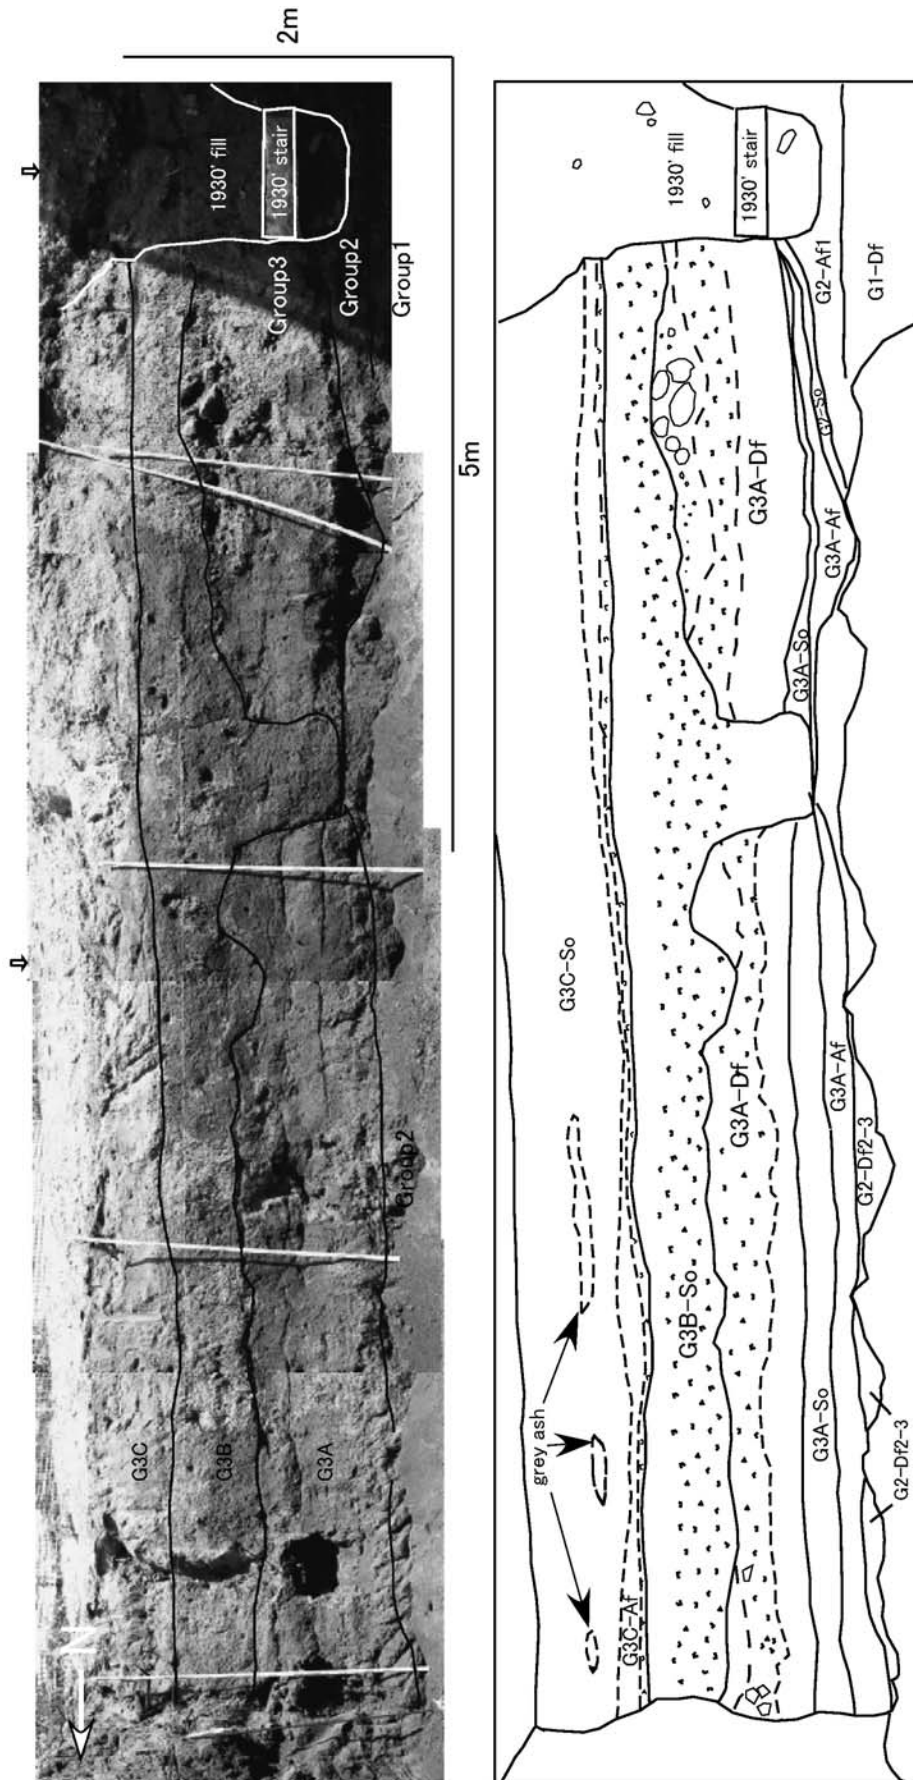 2m
5m
1930' fill
1930' stair
Group3
Group2
Group1
Group2
G3C
G3B
G3A
N
1930' fill
1930' stair
G2-Af1
G1-Df
G3A-Df
G3A-Af
G3A-So
G3C-So
G3A-Df
G3A-Af
G2-Df2-3
G3B-So
grey ash
G3A-So
G2-Df2-3
G3C-Af